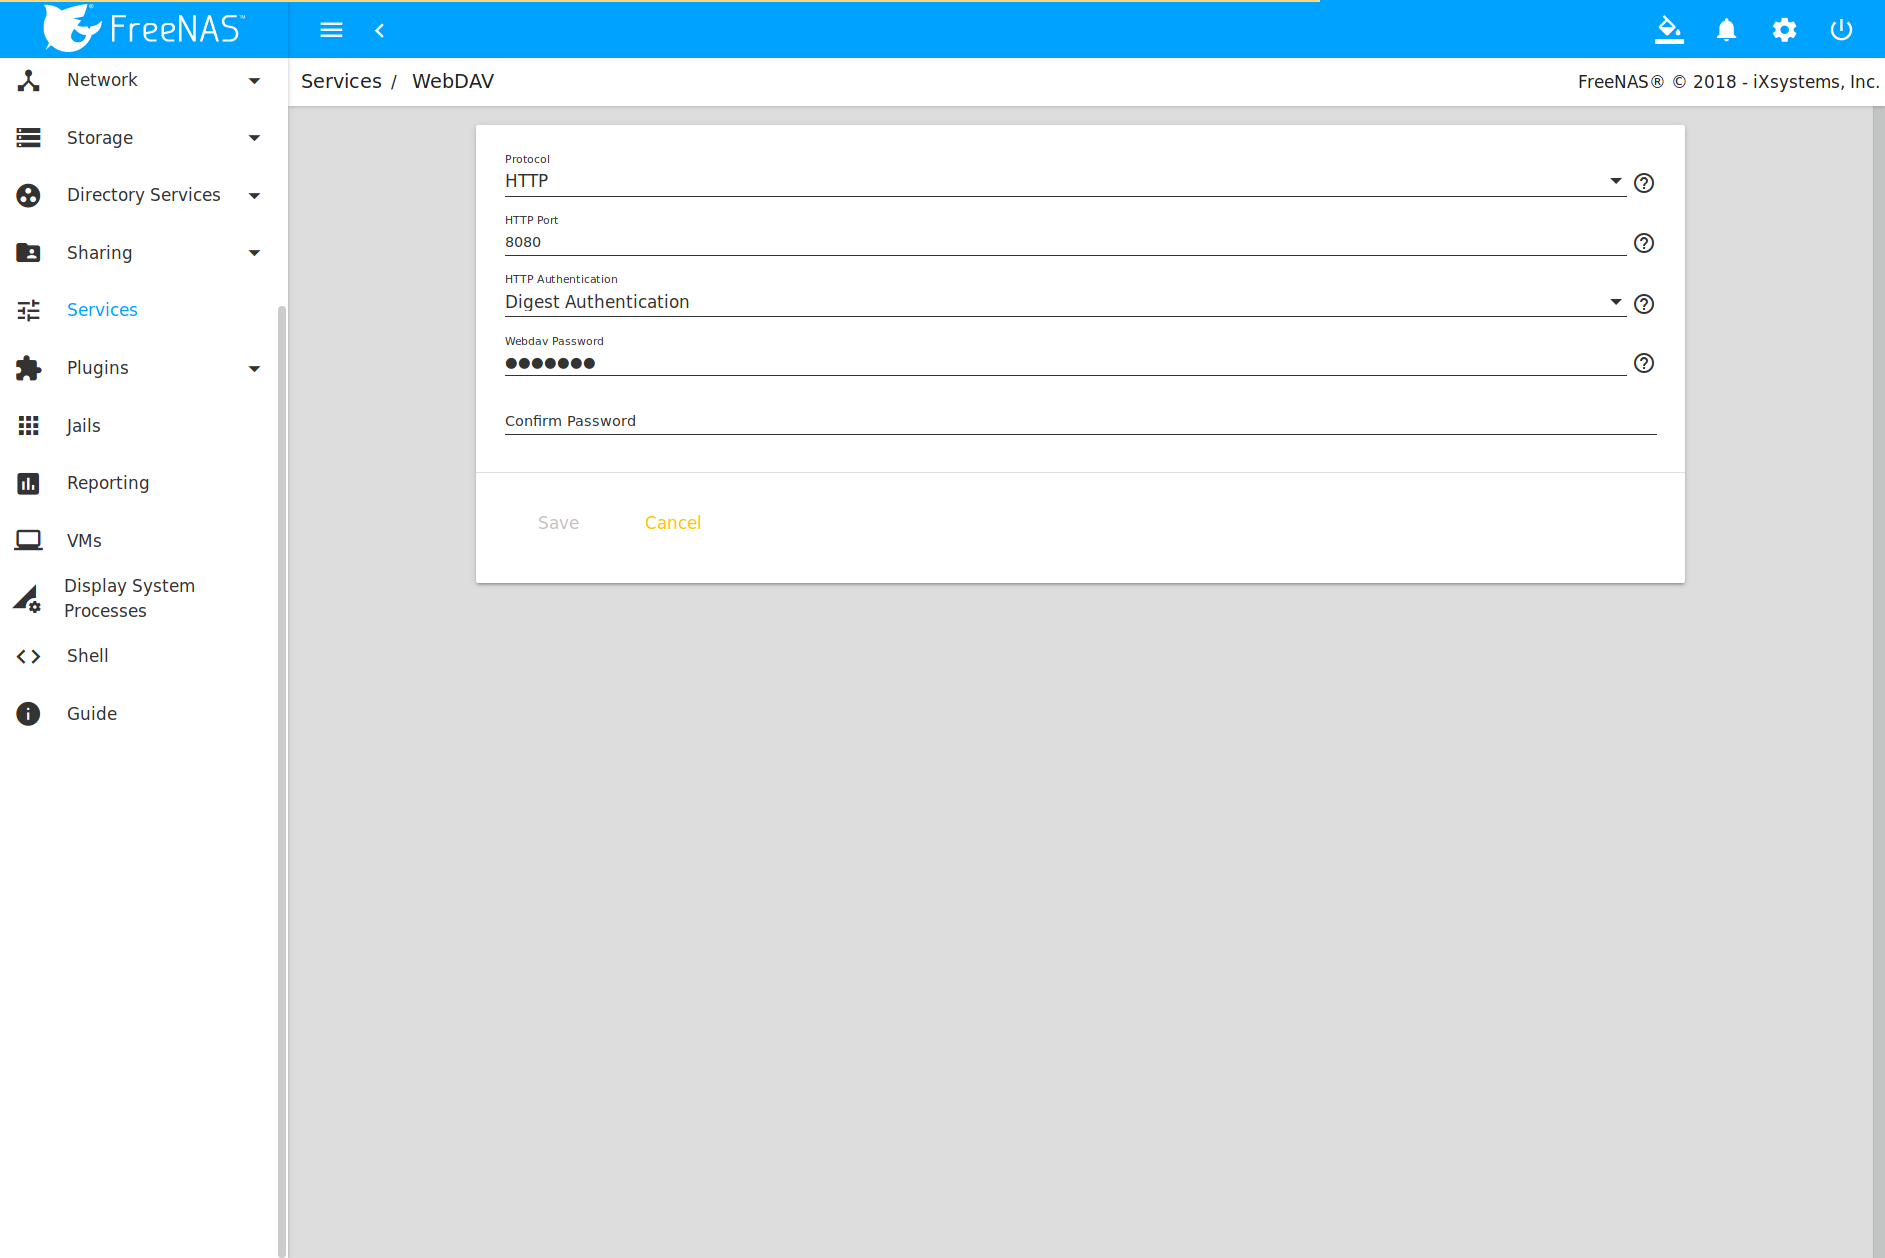 FreeNAS™
Network
Storage
Directory Services
Sharing
Services
Plugins
Jails
Reporting
VMs
Display System
Processes
Shell
Guide
Services / WebDAV
FreeNAS® © 2018 - iXsystems, Inc.
Protocol
HTTP
HTTP Port
8080
HTTP Authentication
Digest Authentication
Webdav Password
●●●●●●●
Confirm Password
Save Cancel